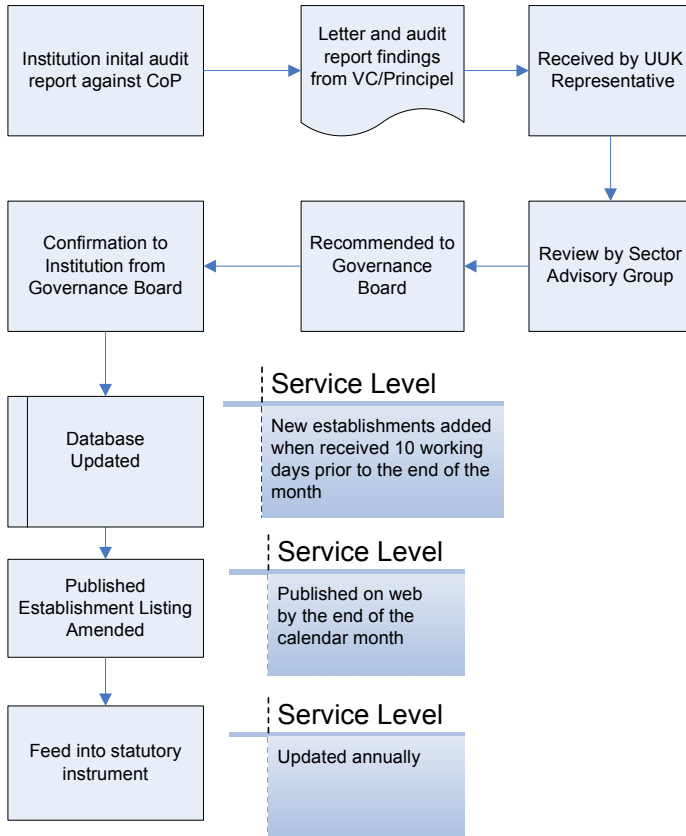 Institution inital audit
report against CoP
Letter and audit
report findings
from VC/Principel
Received by UUK
Representative
Review by Sector
Advisory Group
Recommended to
Governance
Board
Confirmation to
Institution from
Governance Board
Database
Updated
Service Level
New establishments added
when received 10 working
days prior to the end of the
month
Published
Establishment Listing
Amended
Service Level
Published on web
by the end of the
calendar month
Feed into statutory
instrument
Service Level
Updated annually